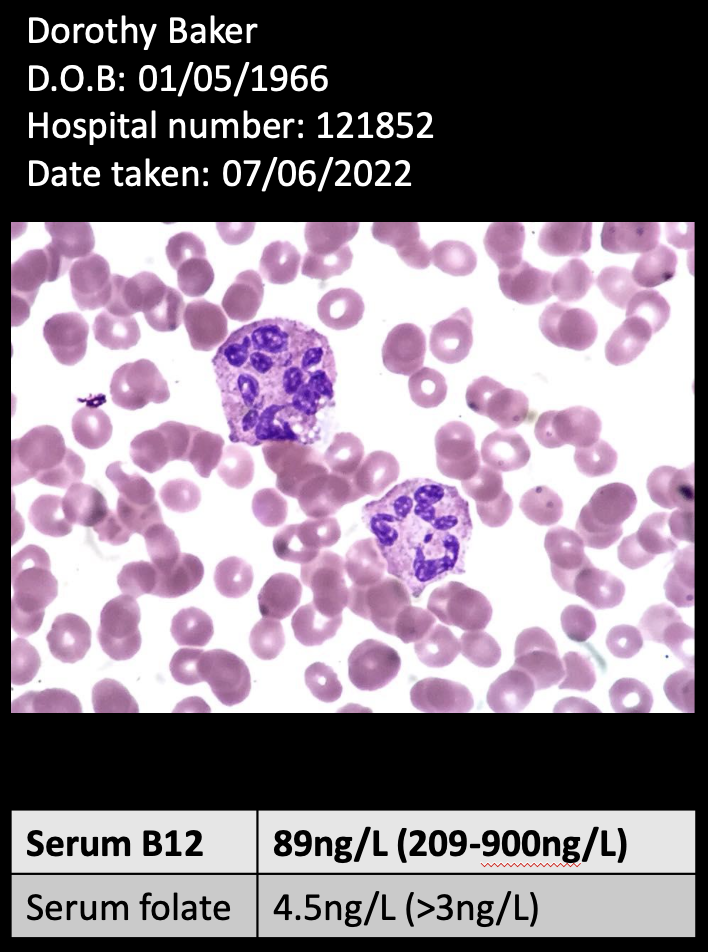 Dorothy Baker
D.O.B: 01/05/1966
Hospital number: 121852
Date taken: 07/06/2022
Serum B12 89ng/L (209-900ng/L)
Serum folate 4.5ng/L (>3ng/L)